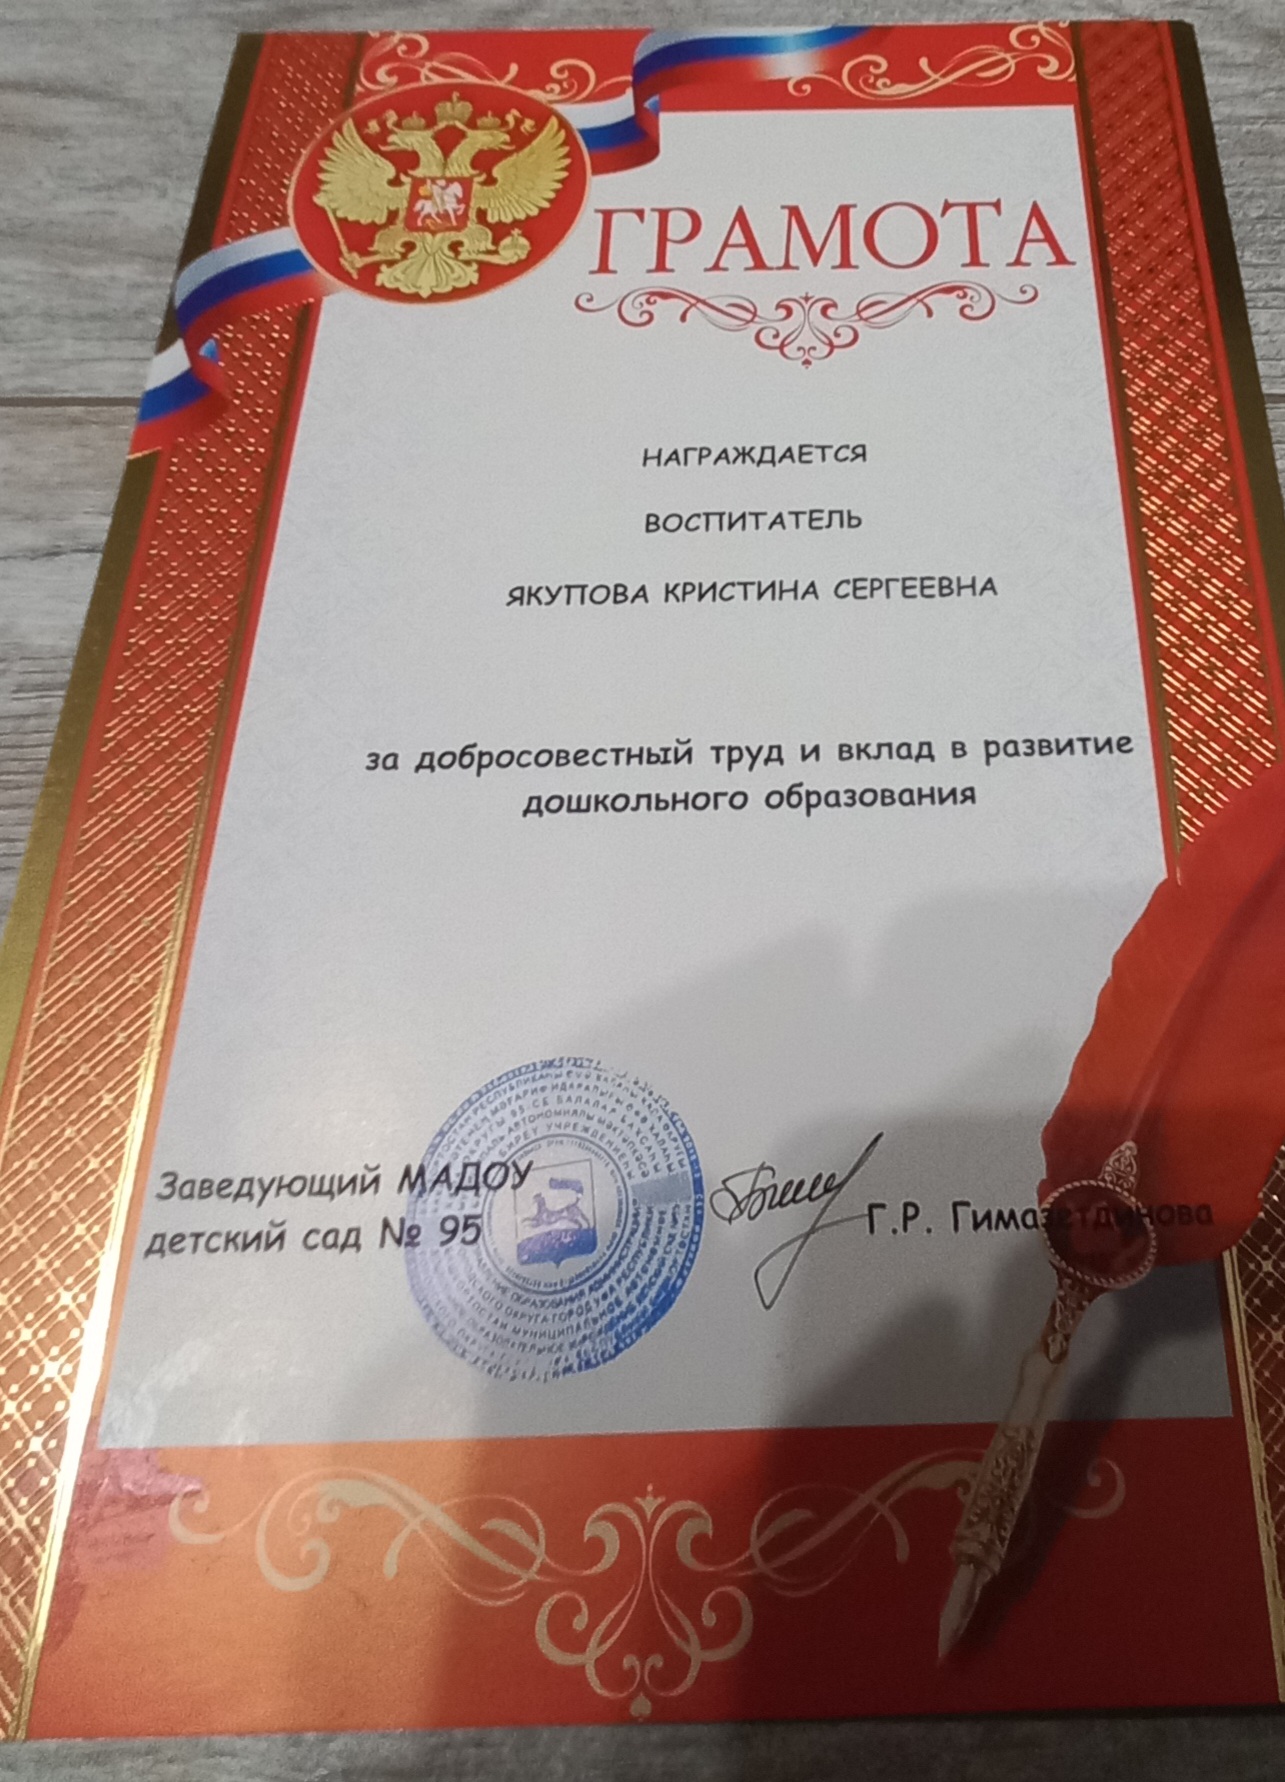 ГРАМОТА
НАГРАЖДАЕТСЯ
ВОСПИТАТЕЛЬ
ЯКУПОВА КРИСТИНА СЕРГЕЕВНА
за добросовестный труд и вклад в развитие
дошкольного образования
Заведующий МАДОУ
детский сад № 95
Г.Р. Гимазетдинова